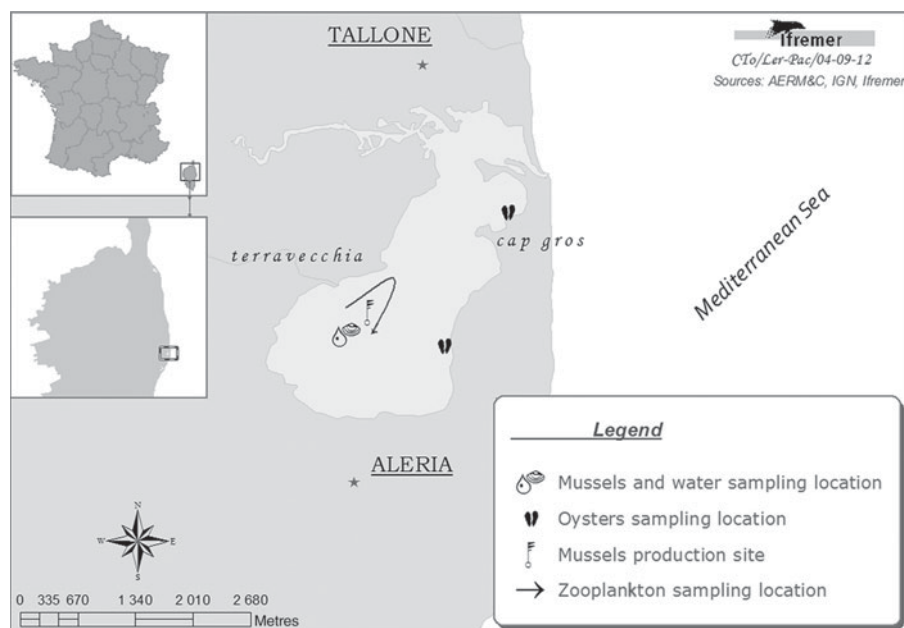 TALLONE
Ifremer
CTo/Ler-Pac/04-09-12
Sources: AERM&C, IGN, Ifremer
cap gros
terravecchia
Mediterranean Sea
ALERIA
Legend
Mussels and water sampling location
Oysters sampling location
Mussels production site
Zooplankton sampling location
N
W E
S
0 335 670 1 340 2 010 2 680
Metres